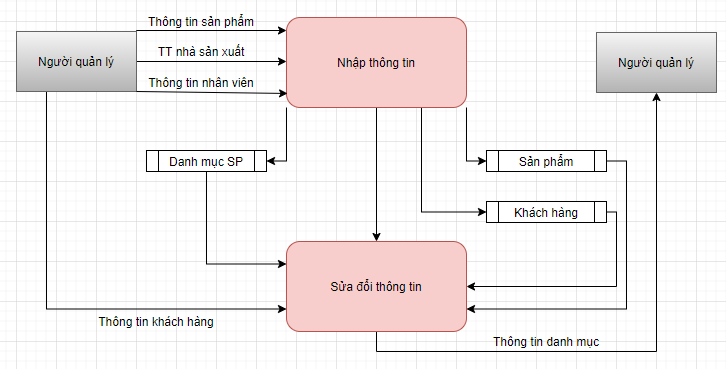 Thông tin sản phẩm
TT nhà sản xuất
Thông tin nhân viên
Người quản lý
Nhập thông tin
Người quản lý
Danh mục SP
Sản phẩm
Khách hàng
Sửa đổi thông tin
Thông tin khách hàng
Thông tin danh mục